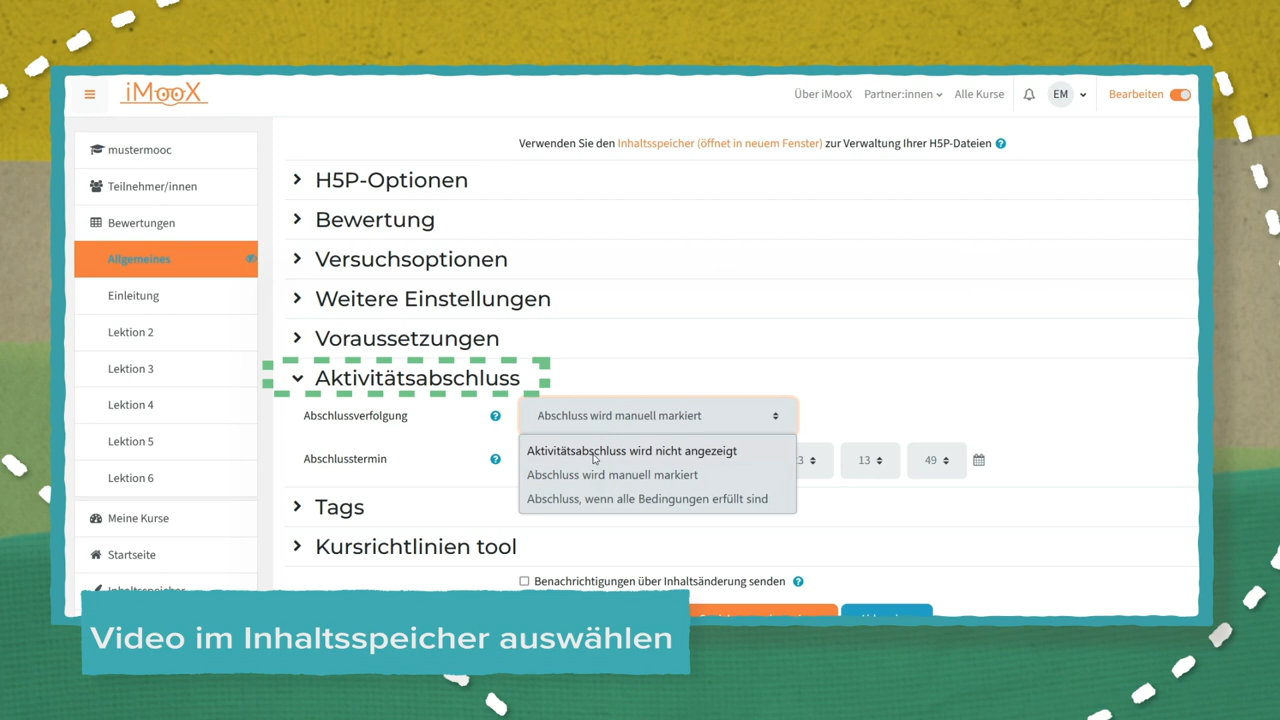 iMooX
Über iMooX Partner:innen Alle Kurse EM Bearbeiten
mustermooc
Teilnehmer/innen
Bewertungen
Allgemeines
Einleitung
Lektion 2
Lektion 3
Lektion 4
Lektion 5
Lektion 6
Meine Kurse
Startseite
Inhaltsspeicher
Verwenden Sie den Inhaltsspeicher (öffnet in neuem Fenster) zur Verwaltung Ihrer H5P-Dateien
H5P-Optionen
Bewertung
Versuchsoptionen
Weitere Einstellungen
Voraussetzungen
Aktivitätsabschluss
Abschlussverfolgung Abschluss wird manuell markiert
Aktivitätsabschluss wird nicht angezeigt
Abschluss wird manuell markiert
Abschluss, wenn alle Bedingungen erfüllt sind
Abschlusstermin 13 49
Tags
Kursrichtlinien tool
Benachrichtigungen über Inhaltsänderung senden
Video im Inhaltsspeicher auswählen